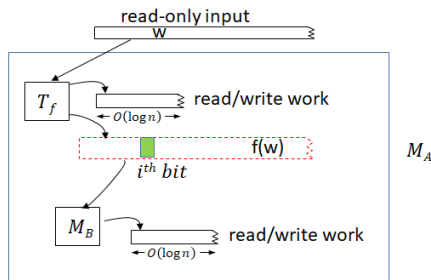 read-only input
w
T_f
read/write work
O(log n)
f(w)
i^th bit
M_A
M_B
read/write work
O(log n)